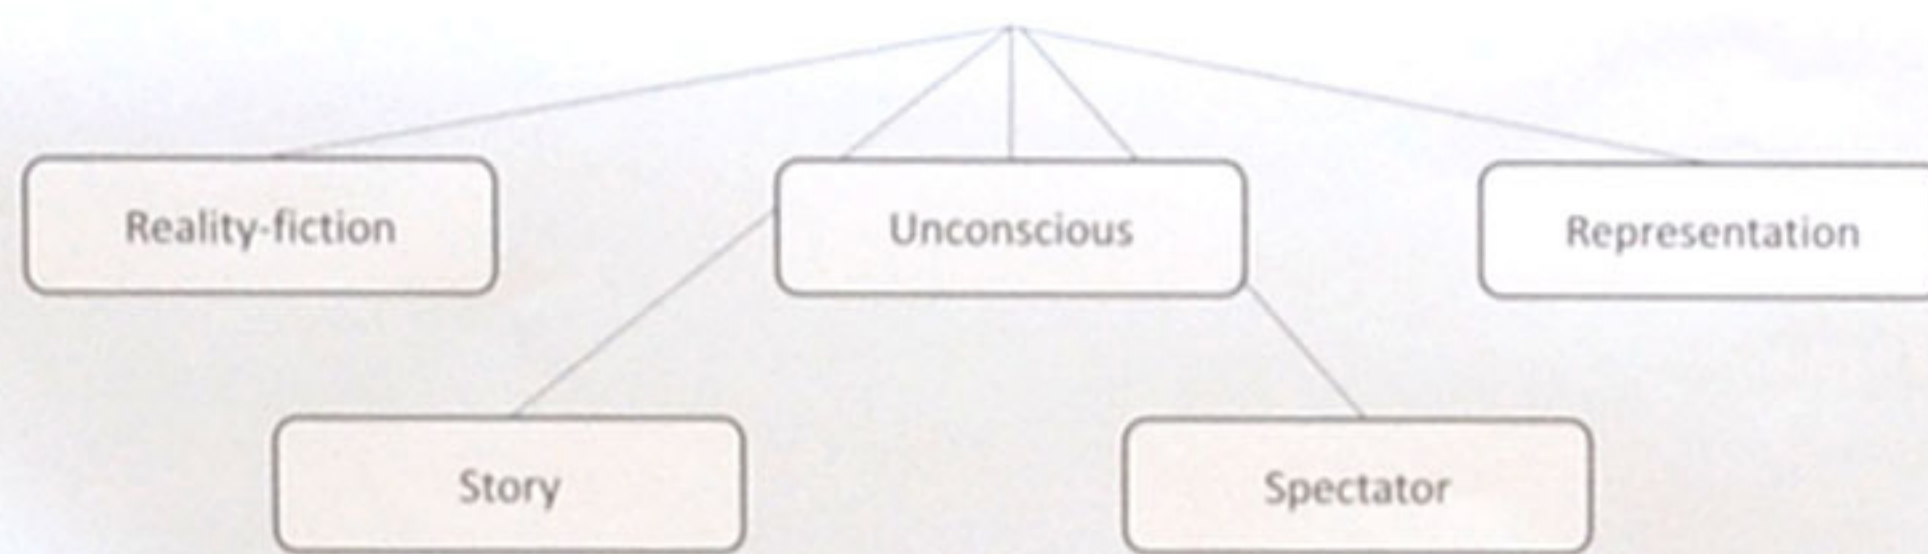 Reality-fiction
Unconscious
Representation
Story
Spectator